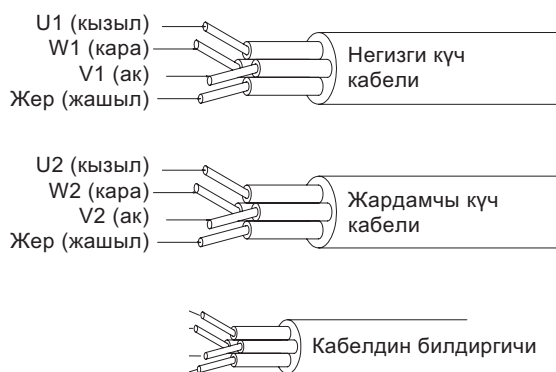 U1 (кызыл)
W1 (кара)
V1 (ак)
Жер (жашыл)
Негизги күч
кабели
U2 (кызыл)
W2 (кара)
V2 (ак)
Жер (жашыл)
Жардамчы күч
кабели
Кабелдин билдиргичи